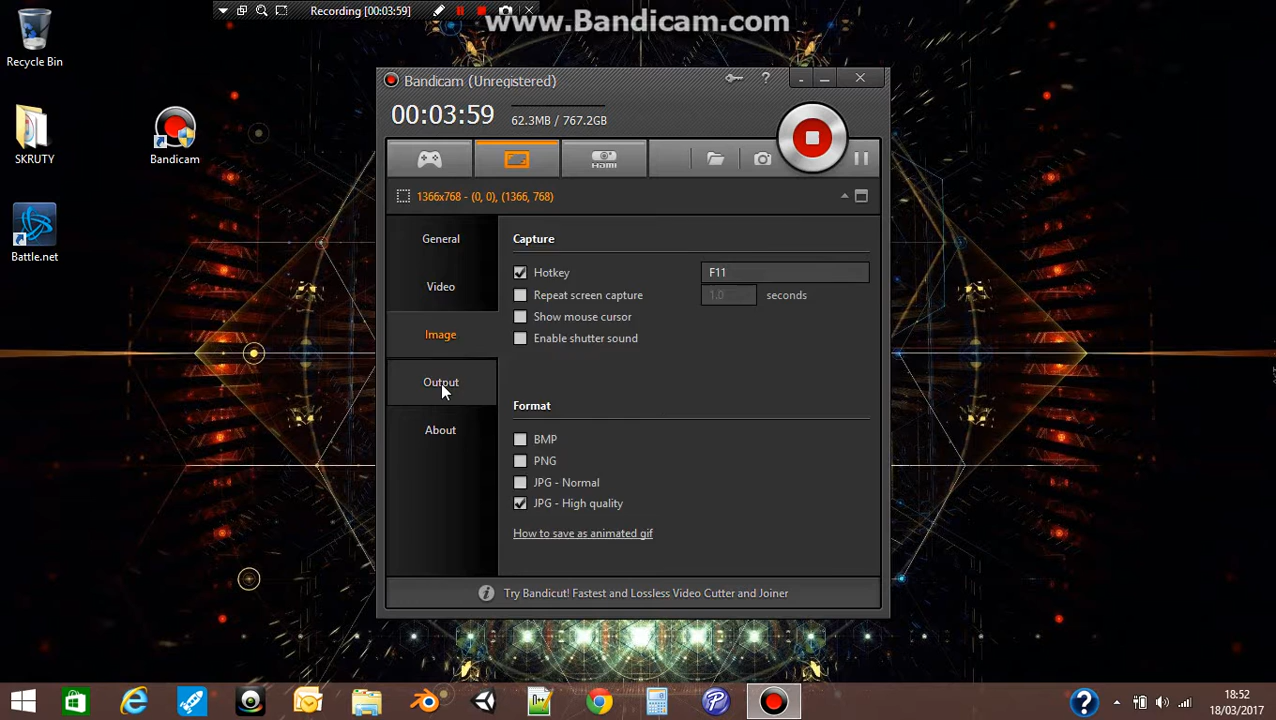 Recording [00:03:59]
www.Bandicam.com
Recycle Bin
SKRUTY
Bandicam
Battle.net
Bandicam (Unregistered)
?
00:03:59
62.3MB / 767.2GB
HDMI
1366x768 - (0, 0), (1366, 768)
General
Video
Image
Output
About
Capture
Hotkey
F11
Repeat screen capture
1.0
seconds
Show mouse cursor
Enable shutter sound
Format
BMP
PNG
JPG - Normal
JPG - High quality
How to save as animated gif
Try Bandicut! Fastest and Lossless Video Cutter and Joiner
18:52
18/03/2017